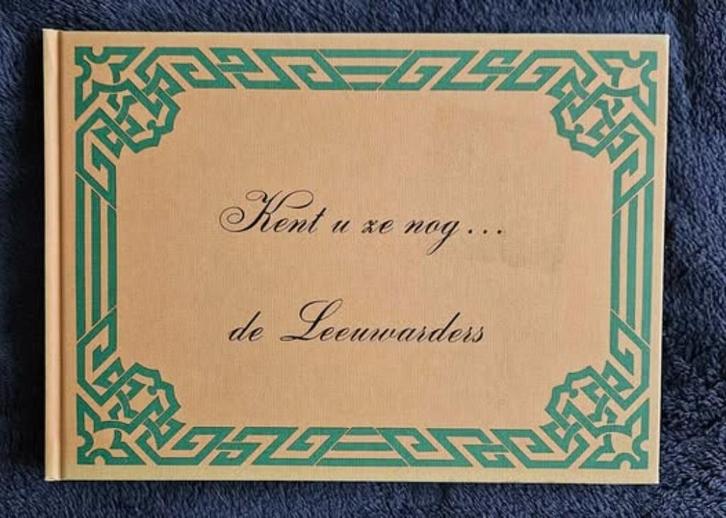 Kent u ze nog...
de Leeuwarders